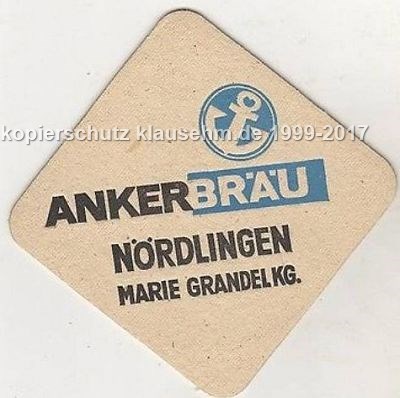 kopierschutz klausehm.de 1999-2017
ANKERBRÄU
NÖRDLINGEN
MARIE GRANDEL KG.